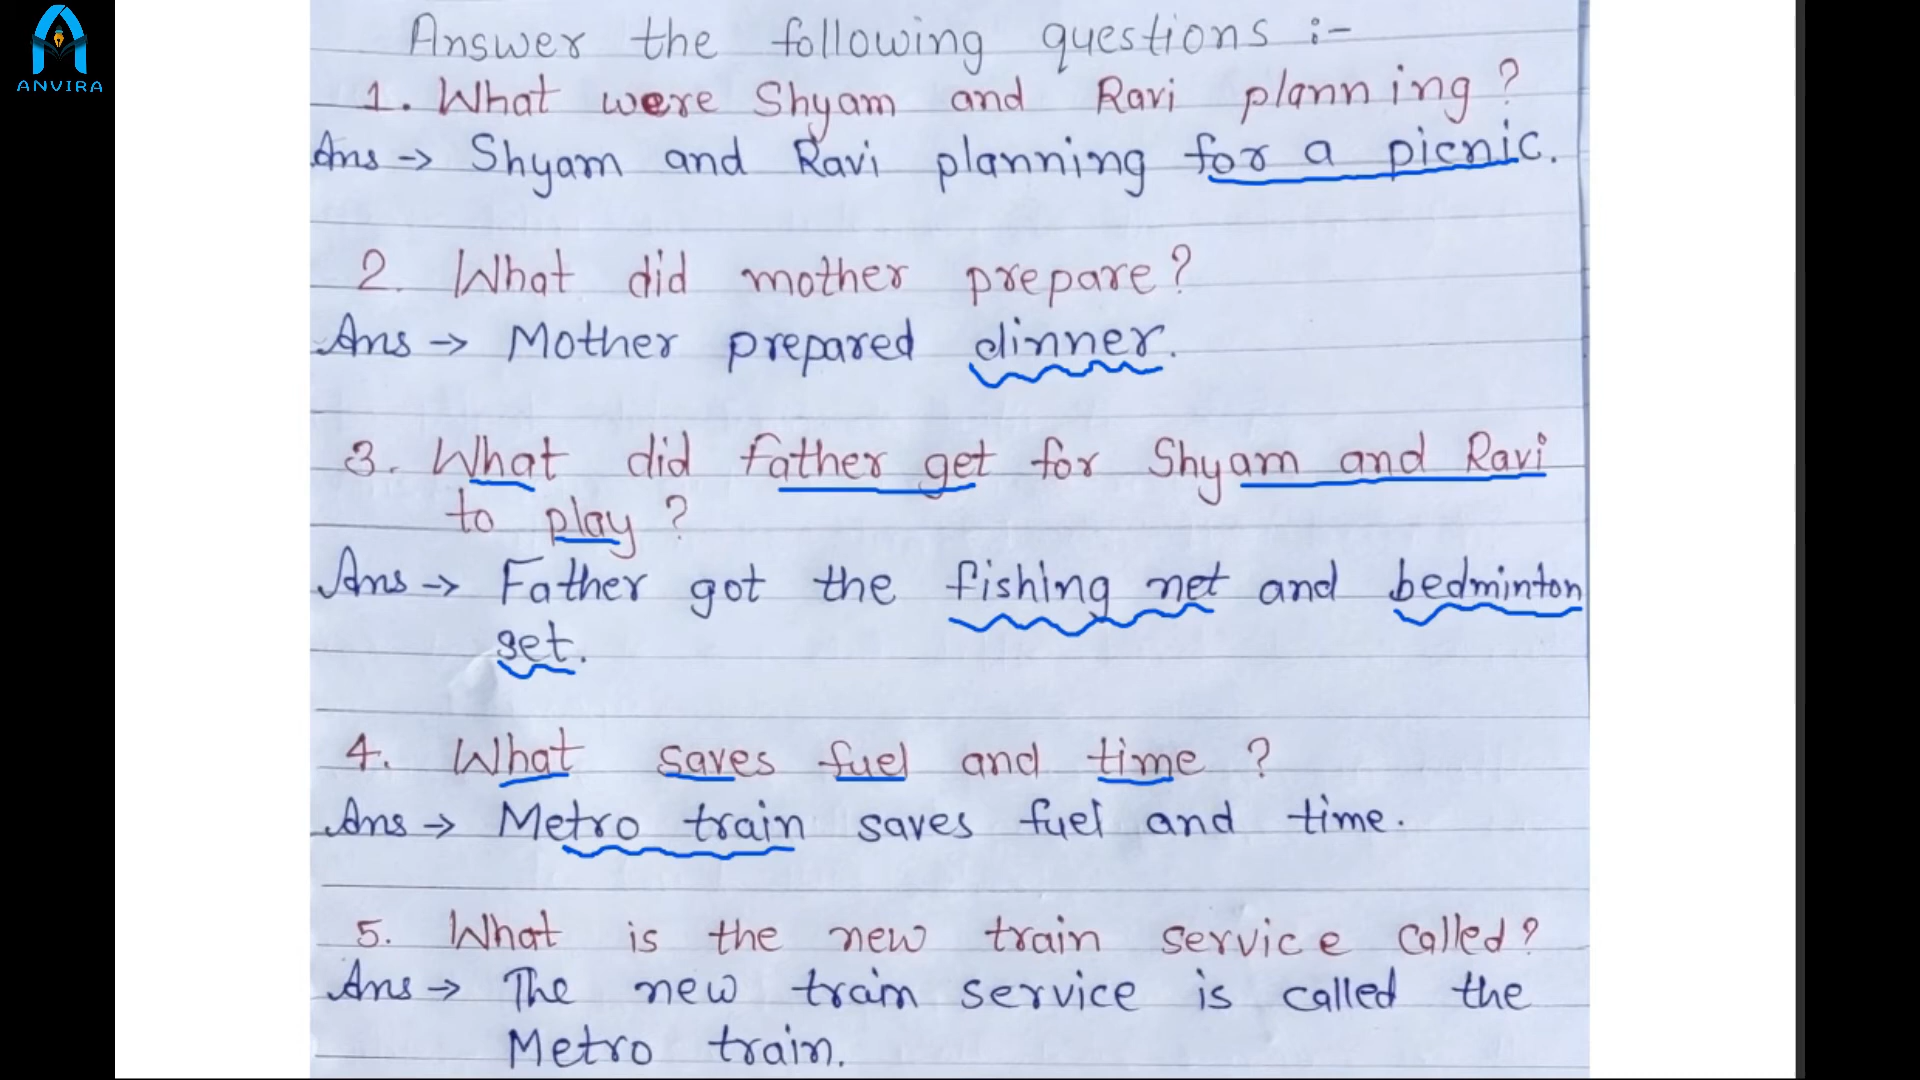 ANVIRA
Answer the following questions :-
1. What were Shyam and Ravi planning?
Ans → Shyam and Ravi planning for a picnic.
2. What did mother prepare?
Ans → Mother prepared dinner.
3. What did father get for Shyam and Ravi
to play?
Ans → Father got the fishing net and bedminton
set.
4. What saves fuel and time?
Ans → Metro train saves fuel and time.
5. What is the new train service called?
Ans → The new train service is called the
Metro train.